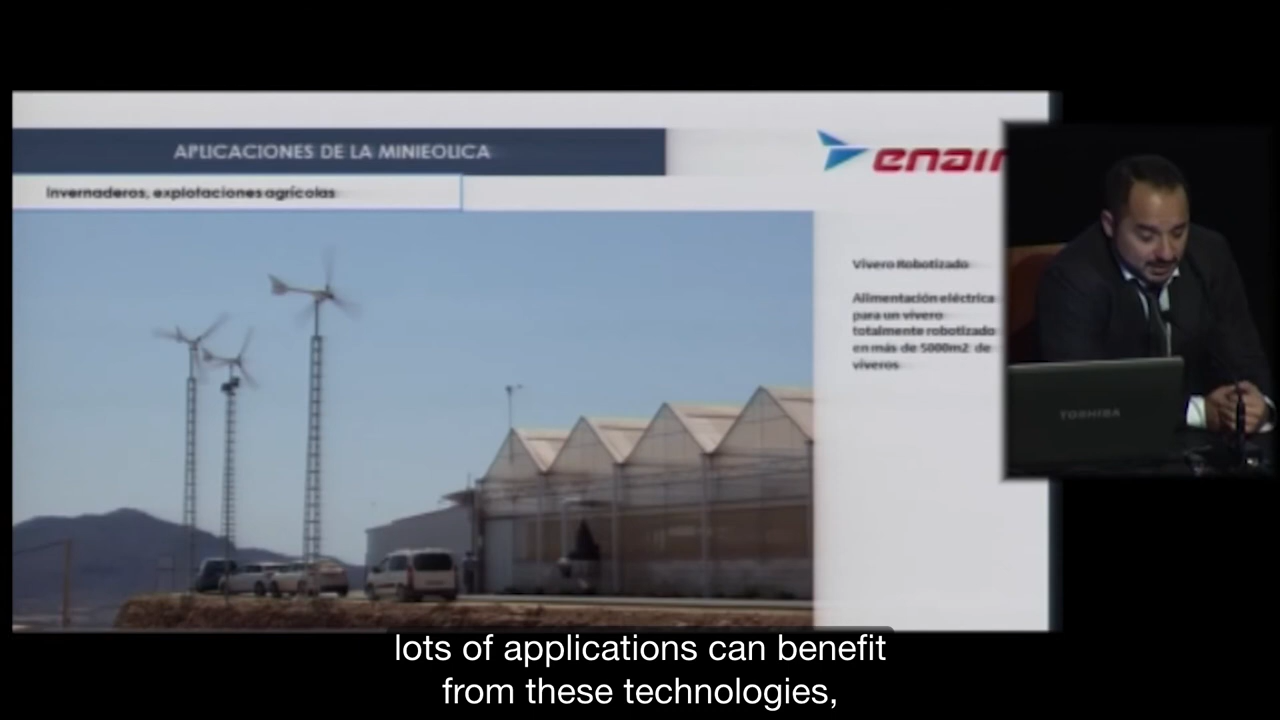 APLICACIONES DE LA MINIEOLICA
enair
Invernaderos, explotaciones agrícolas
Vivero Robotizado
Alimentación eléctrica
para un vivero
totalmente robotizado
en más de 5000m2 de
viveros
TOSHIBA
lots of applications can benefit
from these technologies,